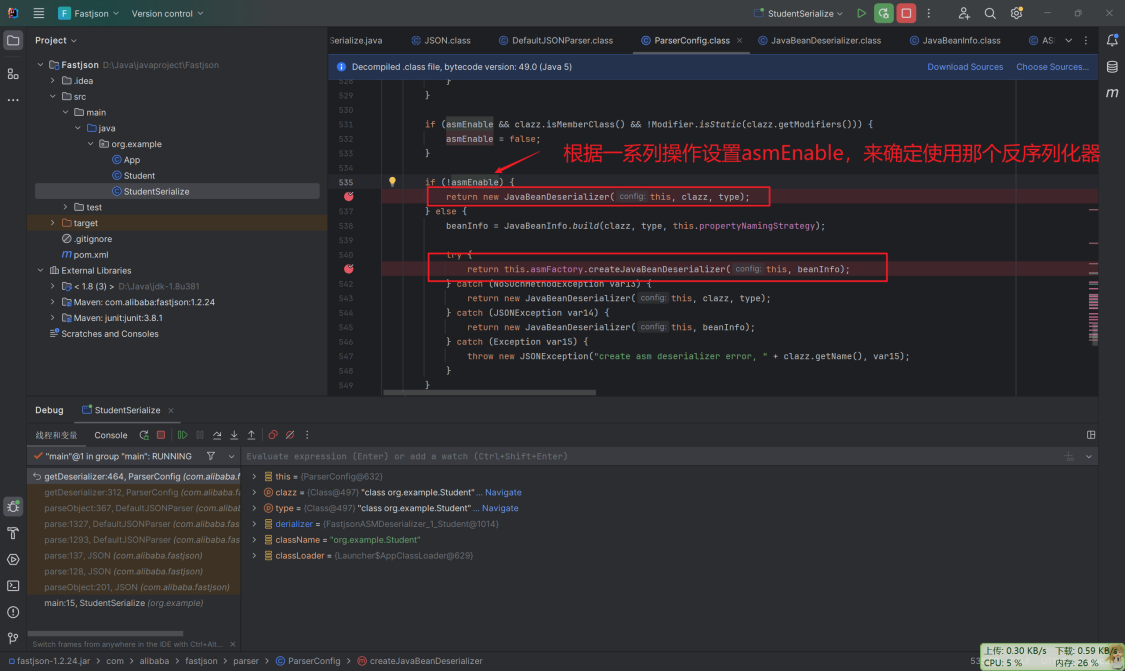 F Fastjson Version control StudentSerialize
Project
Serialize.java JSON.class DefaultJSONParser.class ParserConfig.class JavaBeanDeserializer.class JavaBeanInfo.class AS
Decompiled .class file, bytecode version: 49.0 (Java 5) Download Sources Choose Sources...
Fastjson D:\Java\javaproject\Fastjson
.idea
src
main
java
org.example
App
Student
StudentSerialize
test
target
.gitignore
pom.xml
External Libraries
< 1.8 (3) > D:\Java\jdk-1.8u381
Maven: com.alibaba:fastjson:1.2.24
Maven: junit:junit:3.8.1
Scratches and Consoles
528 }
529 }
530
531 if (asmEnable && clazz.isMemberClass() && !Modifier.isStatic(clazz.getModifiers())) {
532 asmEnable = false;
533 }
根据一系列操作设置asmEnable，来确定使用那个反序列化器
534
535 if (!asmEnable) {
return new JavaBeanDeserializer( config: this, clazz, type);
537 } else {
538 beanInfo = JavaBeanInfo.build(clazz, type, this.propertyNamingStrategy);
539
540 try {
return this.asmFactory.createJavaBeanDeserializer( config: this, beanInfo);
542 } catch (NoSuchMethodException var13) {
543 return new JavaBeanDeserializer( config: this, clazz, type);
544 } catch (JSONException var14) {
545 return new JavaBeanDeserializer( config: this, beanInfo);
546 } catch (Exception var15) {
547 throw new JSONException("create asm deserializer error, " + clazz.getName(), var15);
548 }
549 }
Debug StudentSerialize
线程和变量 Console
"main"@1 in group "main": RUNNING
Evaluate expression (Enter) or add a watch (Ctrl+Shift+Enter)
getDeserializer:464, ParserConfig (com.alibaba.f
getDeserializer:312, ParserConfig (com.alibaba.fa
parseObject:367, DefaultJSONParser (com.alibab
parse:1327, DefaultJSONParser (com.alibaba.fas
parse:1293, DefaultJSONParser (com.alibaba.fas
parse:137, JSON (com.alibaba.fastjson)
parse:128, JSON (com.alibaba.fastjson)
parseObject:201, JSON (com.alibaba.fastjson)
main:15, StudentSerialize (org.example)
Switch frames from anywhere in the IDE with Ctrl+Alt...
this = {ParserConfig@632}
clazz = {Class@497} "class org.example.Student" ... Navigate
type = {Class@497} "class org.example.Student" ... Navigate
derializer = {FastjsonASMDeserializer_1_Student@1014}
className = "org.example.Student"
classLoader = {Launcher$AppClassLoader@629}
fastjson-1.2.24.jar > com > alibaba > fastjson > parser > ParserConfig > createJavaBeanDeserializer
上传: 0.30 KB/s 下载: 0.59 KB/s
CPU: 5 % 内存: 26 %